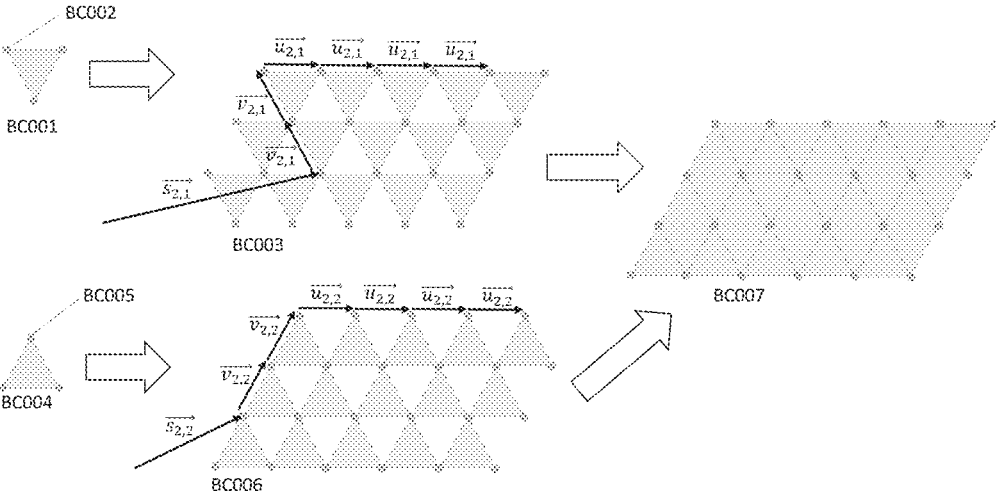 BC002
BC001
u₂,₁ u₂,₁ u₂,₁ u₂,₁
v₂,₁
v₂,₁
s₂,₁
BC003
BC005
BC004
u₂,₂ u₂,₂ u₂,₂ u₂,₂
v₂,₂
v₂,₂
s₂,₂
BC006
BC007